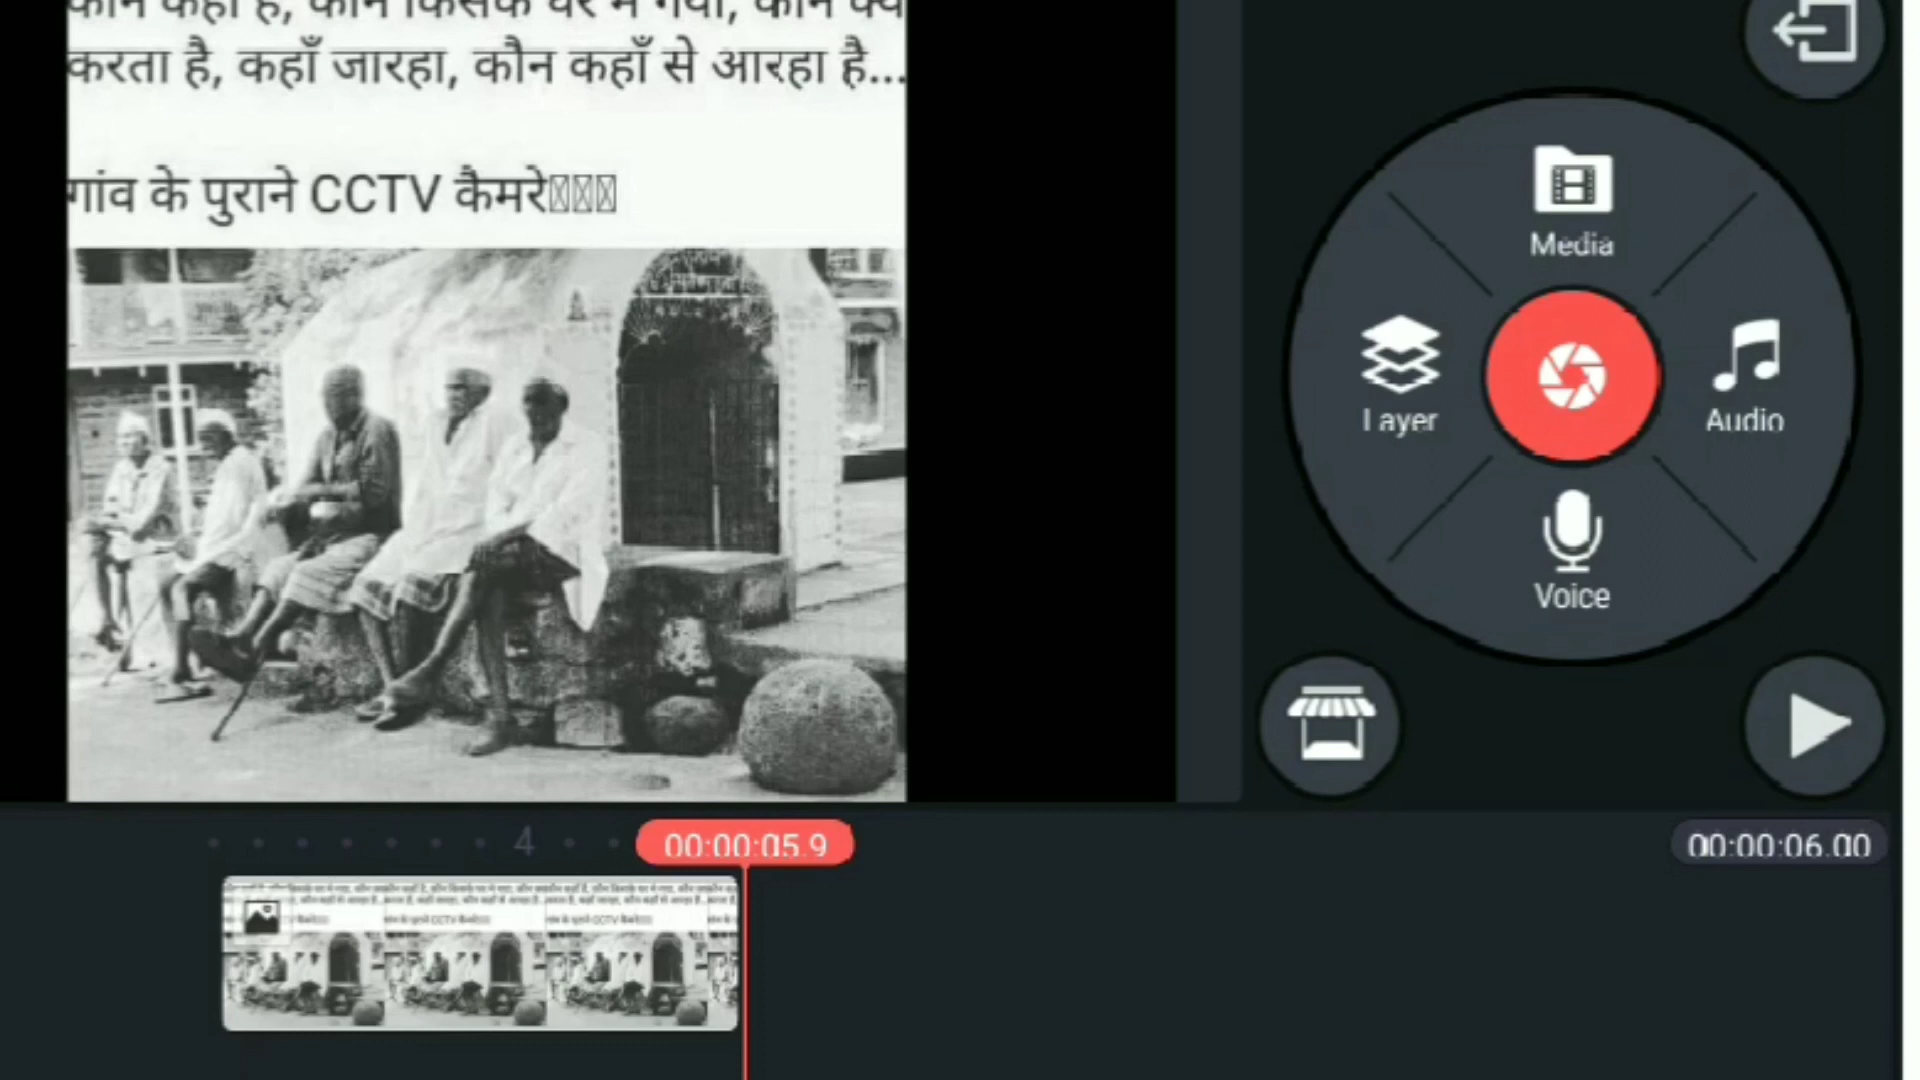 करता है, कहाँ जारहा, कौन कहाँ से आरहा है...
गांव के पुराने CCTV कैमरे
Media
Layer
Audio
Voice
4
00:00:05.9
00:00:06.00